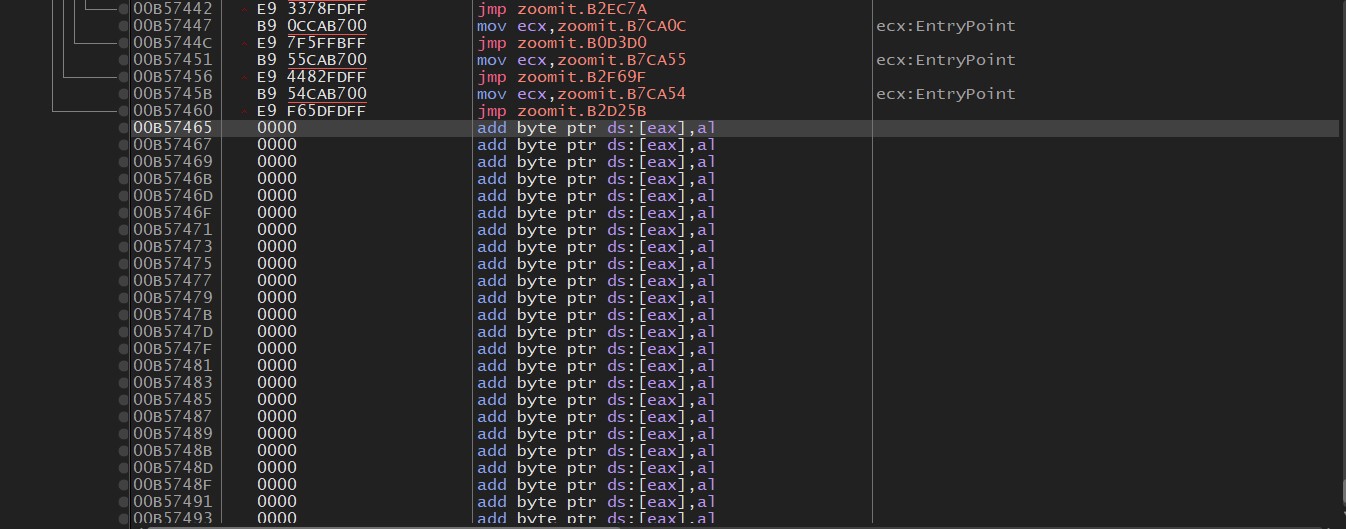 00B57442 E9 3378FDFF jmp zoomit.B2EC7A
00B57447 B9 0CCAB700 mov ecx,zoomit.B7CA0C ecx:EntryPoint
00B5744C E9 7F5FFBFF jmp zoomit.B0D3D0
00B57451 B9 55CAB700 mov ecx,zoomit.B7CA55 ecx:EntryPoint
00B57456 E9 4482FDFF jmp zoomit.B2F69F
00B5745B B9 54CAB700 mov ecx,zoomit.B7CA54 ecx:EntryPoint
00B57460 E9 F65DFDFF jmp zoomit.B2D25B
00B57465 0000 add byte ptr ds:[eax],al
00B57467 0000 add byte ptr ds:[eax],al
00B57469 0000 add byte ptr ds:[eax],al
00B5746B 0000 add byte ptr ds:[eax],al
00B5746D 0000 add byte ptr ds:[eax],al
00B5746F 0000 add byte ptr ds:[eax],al
00B57471 0000 add byte ptr ds:[eax],al
00B57473 0000 add byte ptr ds:[eax],al
00B57475 0000 add byte ptr ds:[eax],al
00B57477 0000 add byte ptr ds:[eax],al
00B57479 0000 add byte ptr ds:[eax],al
00B5747B 0000 add byte ptr ds:[eax],al
00B5747D 0000 add byte ptr ds:[eax],al
00B5747F 0000 add byte ptr ds:[eax],al
00B57481 0000 add byte ptr ds:[eax],al
00B57483 0000 add byte ptr ds:[eax],al
00B57485 0000 add byte ptr ds:[eax],al
00B57487 0000 add byte ptr ds:[eax],al
00B57489 0000 add byte ptr ds:[eax],al
00B5748B 0000 add byte ptr ds:[eax],al
00B5748D 0000 add byte ptr ds:[eax],al
00B5748F 0000 add byte ptr ds:[eax],al
00B57491 0000 add byte ptr ds:[eax],al
00B57493 0000 add byte ptr ds:[eax],al